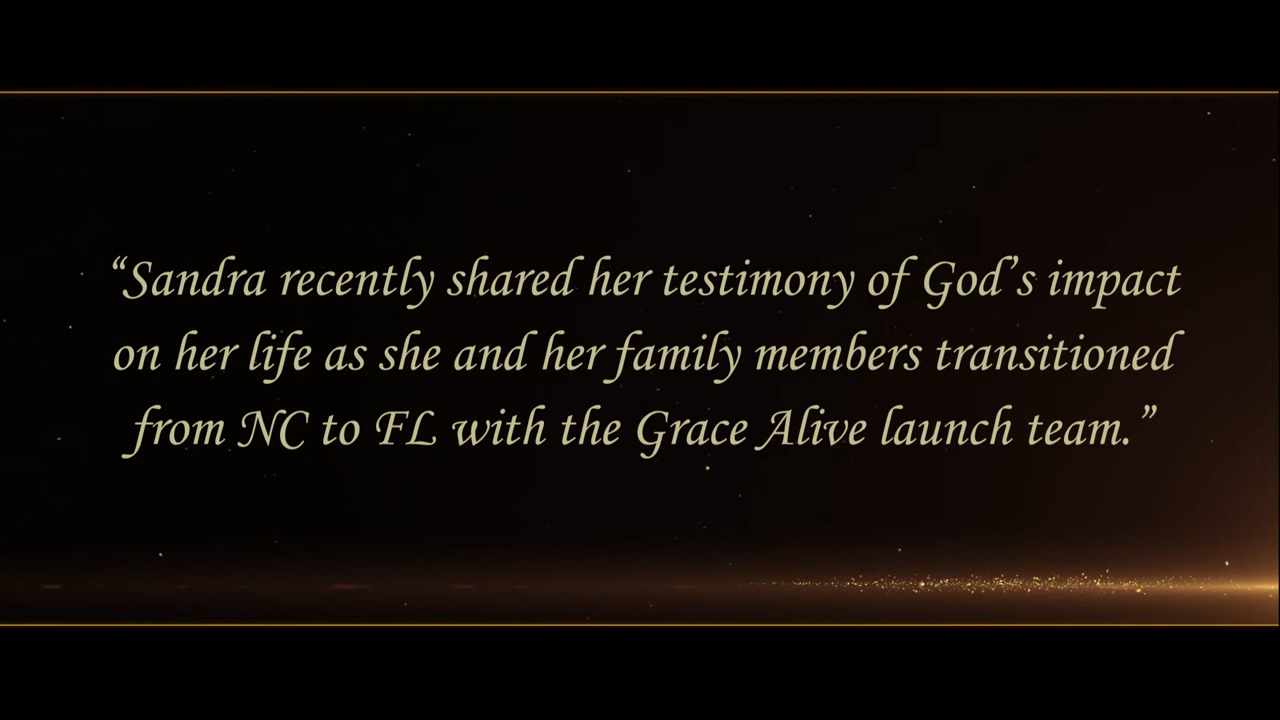 “Sandra recently shared her testimony of God’s impact
on her life as she and her family members transitioned
from NC to FL with the Grace Alive launch team.”